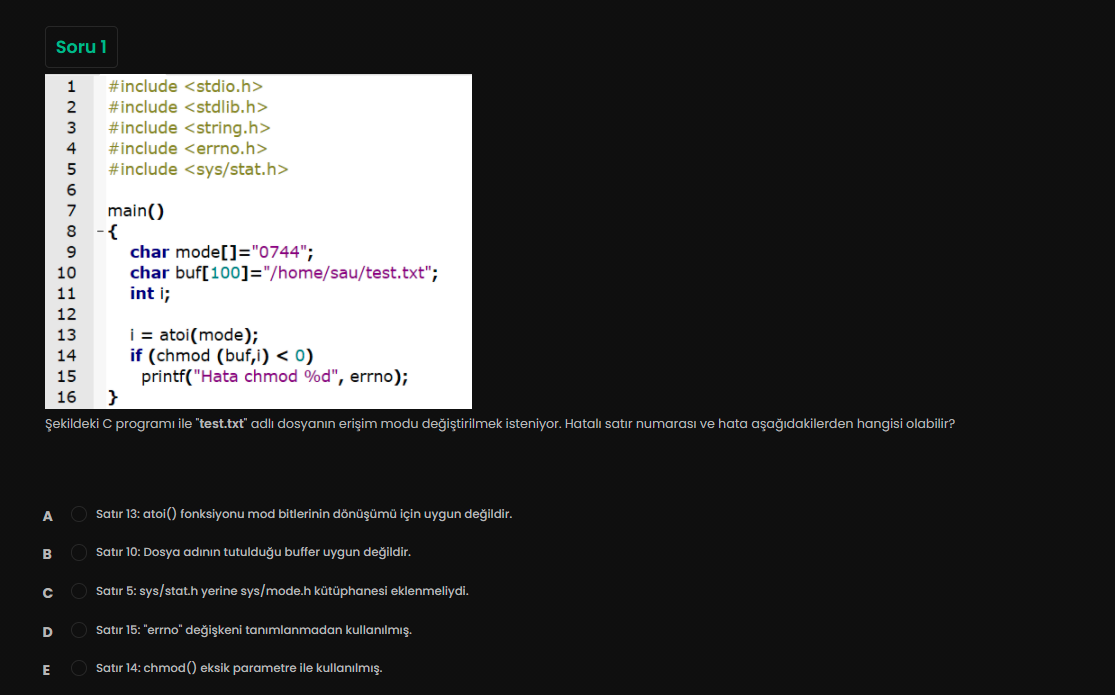 Soru 1
1 #include <stdio.h>
2 #include <stdlib.h>
3 #include <string.h>
4 #include <errno.h>
5 #include <sys/stat.h>
6
7 main()
8 {
9 char mode[]="0744";
10 char buf[100]="/home/sau/test.txt";
11 int i;
12
13 i = atoi(mode);
14 if (chmod (buf,i) < 0)
15 printf("Hata chmod %d", errno);
16 }
Şekildeki C programı ile "test.txt" adlı dosyanın erişim modu değiştirilmek isteniyor. Hatalı satır numarası ve hata aşağıdakilerden hangisi olabilir?
A Satır 13: atoi() fonksiyonu mod bitlerinin dönüşümü için uygun değildir.
B Satır 10: Dosya adının tutulduğu buffer uygun değildir.
C Satır 5: sys/stat.h yerine sys/mode.h kütüphanesi eklenmeliydi.
D Satır 15: "errno" değişkeni tanımlanmadan kullanılmış.
E Satır 14: chmod() eksik parametre ile kullanılmış.